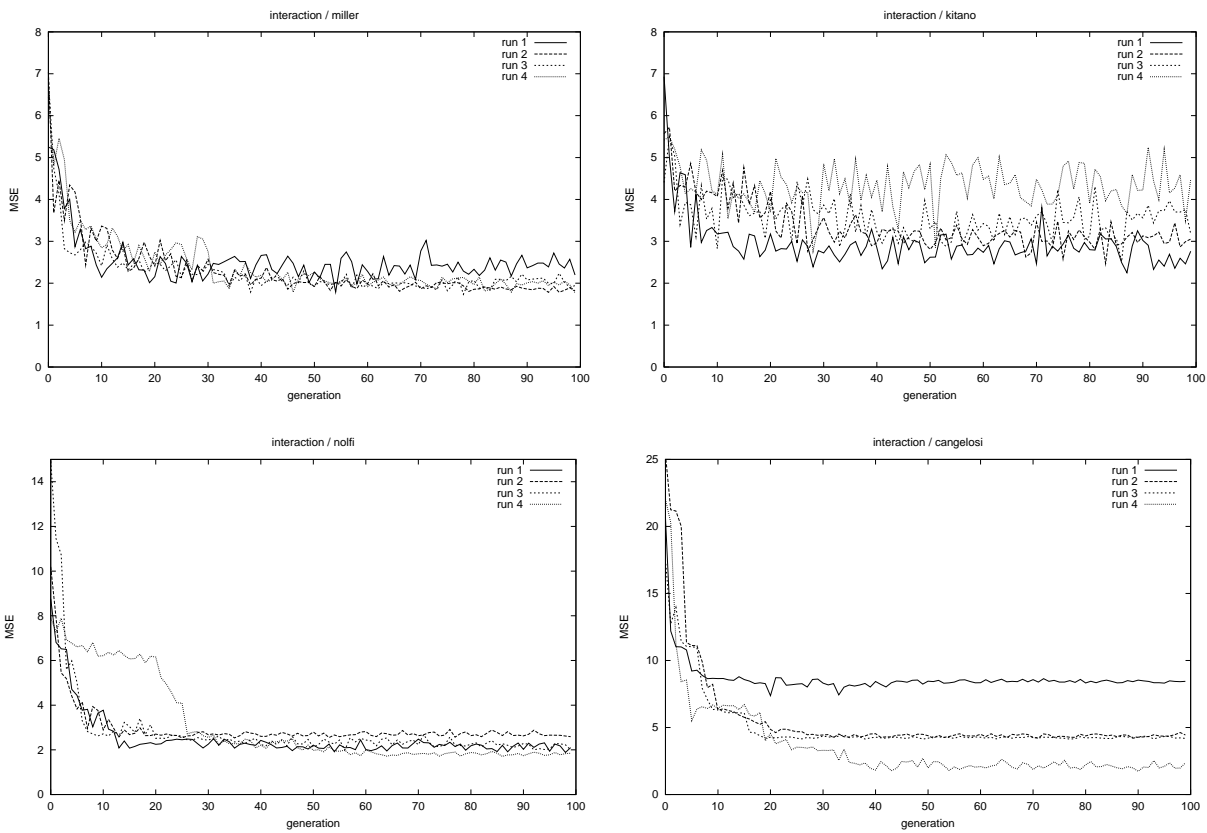 interaction / miller
8
7
6
5
4
3
2
1
0
MSE
run 1
run 2
run 3
run 4
0 10 20 30 40 50 60 70 80 90 100
generation
interaction / kitano
8
7
6
5
4
3
2
1
0
MSE
run 1
run 2
run 3
run 4
0 10 20 30 40 50 60 70 80 90 100
generation
interaction / nolfi
14
12
10
8
6
4
2
0
MSE
run 1
run 2
run 3
run 4
0 10 20 30 40 50 60 70 80 90 100
generation
interaction / cangelosi
25
20
15
10
5
0
MSE
run 1
run 2
run 3
run 4
0 10 20 30 40 50 60 70 80 90 100
generation